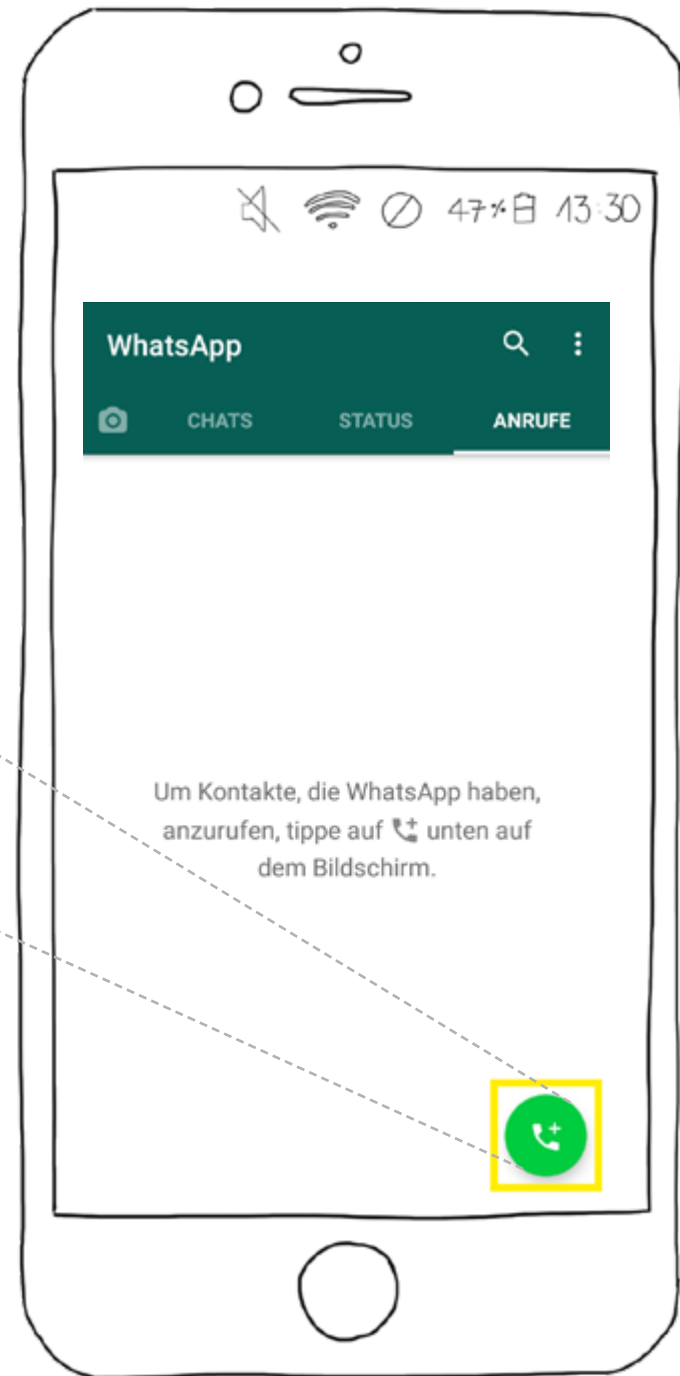 47% 13:30
WhatsApp
CHATS STATUS ANRUFE
Um Kontakte, die WhatsApp haben,
anzurufen, tippe auf unten auf
dem Bildschirm.